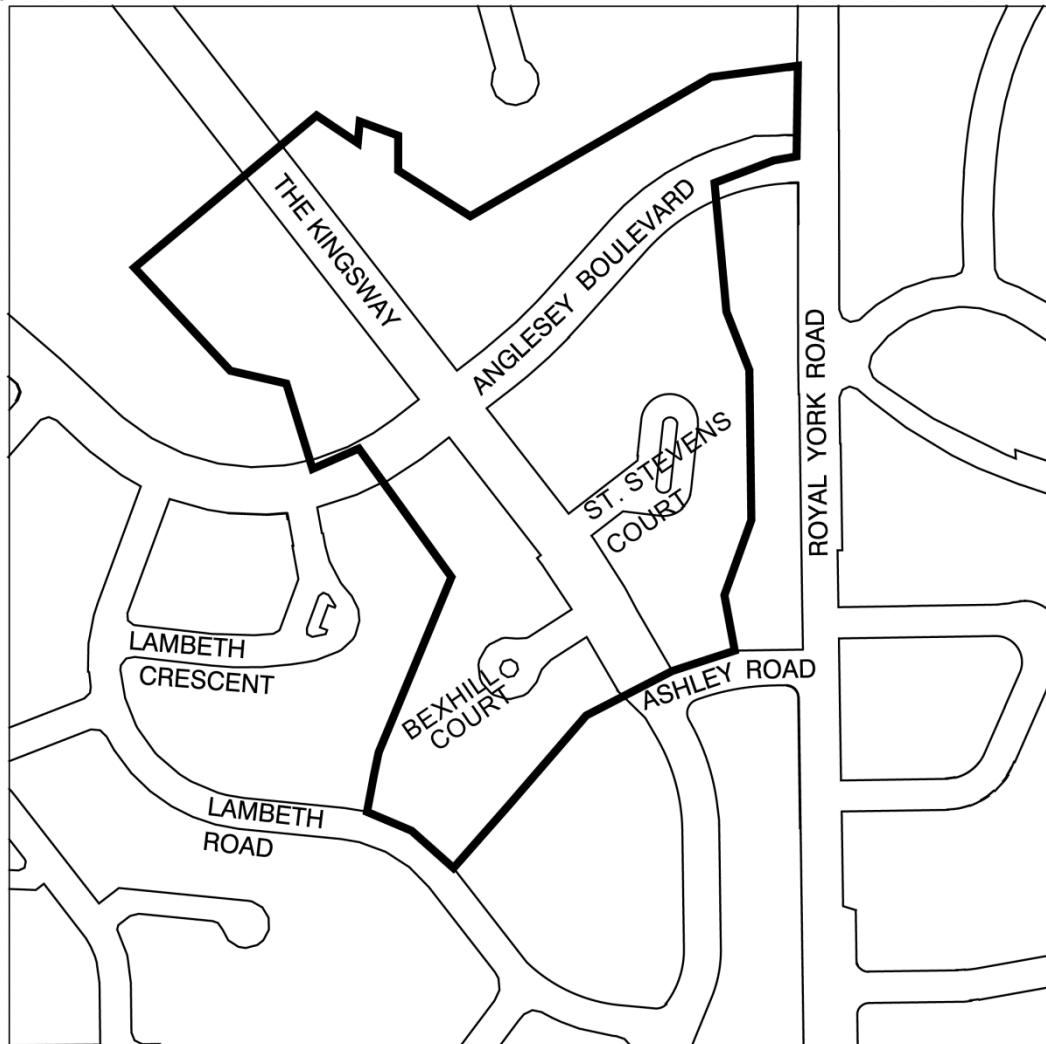 THE KINGSWAY
ANGLESEY BOULEVARD
ROYAL YORK ROAD
ST. STEVENS
COURT
LAMBETH
CRESCENT
BEXHILL
COURT
ASHLEY ROAD
LAMBETH
ROAD